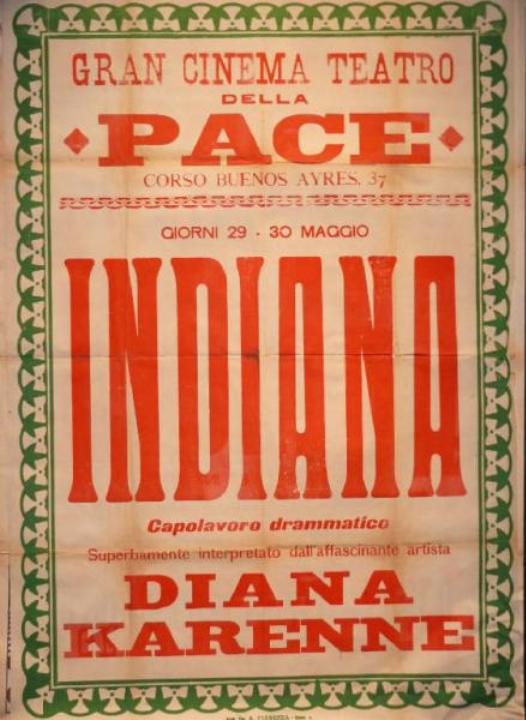 GRAN CINEMA TEATRO
DELLA
PACE
CORSO BUENOS AYRES, 37
GIORNI 29 - 30 MAGGIO
INDIANA
Capolavoro drammatico
Superbamente interpretato dall'affascinante artista
DIANA
KARENNE